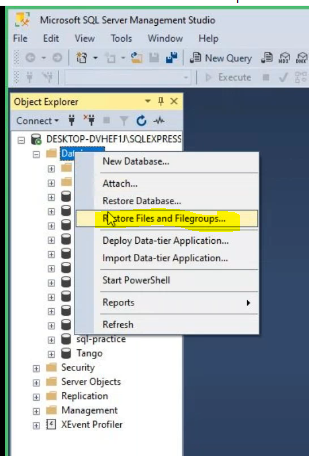 Microsoft SQL Server Management Studio
File Edit View Tools Window Help
New Query
Execute
Object Explorer
Connect
DESKTOP-DVHEF1J\SQLEXPRESS
New Database...
Attach...
Restore Database...
Restore Files and Filegroups...
Deploy Data-tier Application...
Import Data-tier Application...
Start PowerShell
Reports
Refresh
sql-practice
Tango
Security
Server Objects
Replication
Management
XEvent Profiler